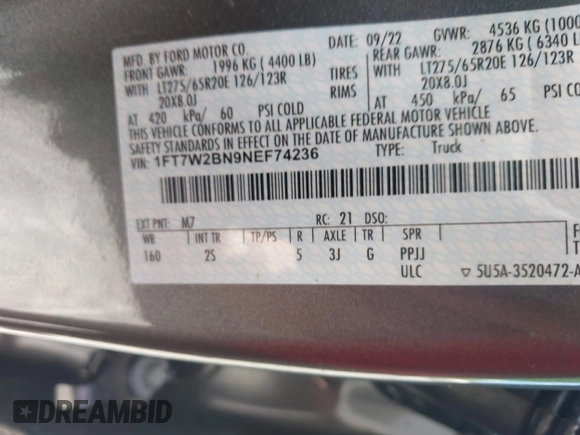 MFD. BY FORD MOTOR CO.
DATE: 09/22 GVWR: 4536 KG (1000
FRONT GAWR: 1996 KG ( 4400 LB) REAR GAWR: 2876 KG ( 6340 L
WITH LT275/65R20E 126/123R TIRES WITH LT275/65R20E 126/123R
20X8.0J RIMS 20X8.0J
AT 420 kPa/ 60 PSI COLD AT 450 kPa/ 65 PSI COLD
THIS VEHICLE CONFORMS TO ALL APPLICABLE FEDERAL MOTOR VEHICLE
SAFETY STANDARDS IN EFFECT ON THE DATE OF MANUFACTURE SHOWN ABOVE.
VIN: 1FT7W2BN9NEF74236 TYPE: Truck
EXT PNT: M7 RC: 21 DSO:
WB INT TR TP/PS R AXLE TR SPR
160 2S 5 3J G PPJJ
ULC ▽ 5U5A-3520472-A
DREAMBID